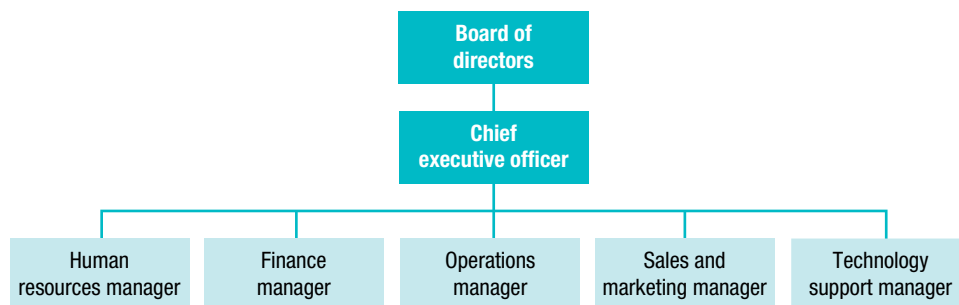 Board of
directors
Chief
executive officer
Human
resources manager
Finance
manager
Operations
manager
Sales and
marketing manager
Technology
support manager